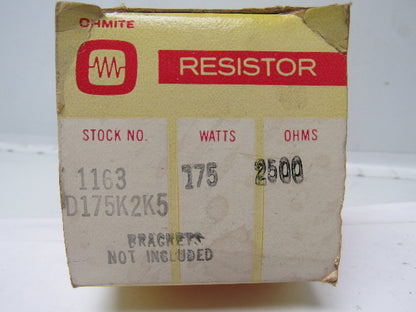 OHMITE
RESISTOR
STOCK NO. WATTS OHMS
1163 175 2500
D175K2K5
BRACKETS
NOT INCLUDED